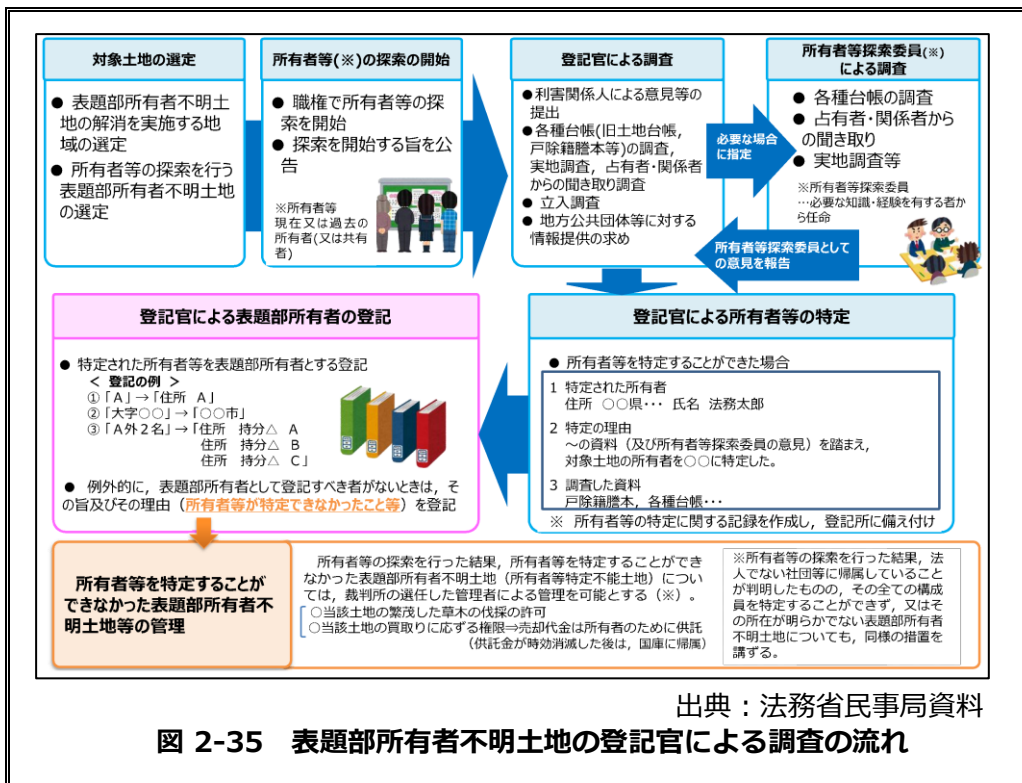 対象土地の選定
● 表題部所有者不明土
地の解消を実施する地
域の選定
● 所有者等の探索を行う
表題部所有者不明土地
の選定
所有者等(※)の探索の開始
● 職権で所有者等の探
索を開始
● 探索を開始する旨を公
告
※所有者等
現在又は過去の
所有者(又は共有
者)
登記官による調査
●利害関係人による意見等の
提出
●各種台帳(旧土地台帳,
戸除籍謄本等)の調査,
実地調査，占有者・関係者
からの聞き取り調査
● 立入調査
● 地方公共団体等に対する
情報提供の求め
必要な場合
に指定
所有者等探索委員(※)
による調査
● 各種台帳の調査
● 占有者・関係者から
の聞き取り
● 実地調査等
※所有者等探索委員
…必要な知識・経験を有する者か
ら任命
所有者等探索委員として
の意見を報告
登記官による所有者等の特定
● 所有者等を特定することができた場合
1 特定された所有者
住所 ○○県･･･ 氏名 法務太郎
2 特定の理由
～の資料（及び所有者等探索委員の意見）を踏まえ，
対象土地の所有者を○○に特定した。
3 調査した資料
戸除籍謄本，各種台帳･･･
※ 所有者等の特定に関する記録を作成し，登記所に備え付け
登記官による表題部所有者の登記
● 特定された所有者等を表題部所有者とする登記
＜ 登記の例 ＞
①「A」→「住所 A」
②「大字○○」→「○○市」
③「A外２名」→「住所 持分△ A
住所 持分△ B
住所 持分△ C」
● 例外的に，表題部所有者として登記すべき者がないときは，そ
の旨及びその理由（所有者等が特定できなかったこと等）を登記
所有者等を特定することが
できなかった表題部所有者不
明土地等の管理
所有者等の探索を行った結果，所有者等を特定することができ
なかった表題部所有者不明土地（所有者等特定不能土地）につい
ては，裁判所の選任した管理者による管理を可能とする（※）。
○当該土地の繁茂した草木の伐採の許可
○当該土地の買取りに応ずる権限⇒売却代金は所有者のために供託
（供託金が時効消滅した後は，国庫に帰属）
※所有者等の探索を行った結果，法
人でない社団等に帰属していること
が判明したものの，その全ての構成
員を特定することができず，又はそ
の所在が明らかでない表題部所有者
不明土地についても，同様の措置を
講ずる。
出典：法務省民事局資料
図 2-35 表題部所有者不明土地の登記官による調査の流れ